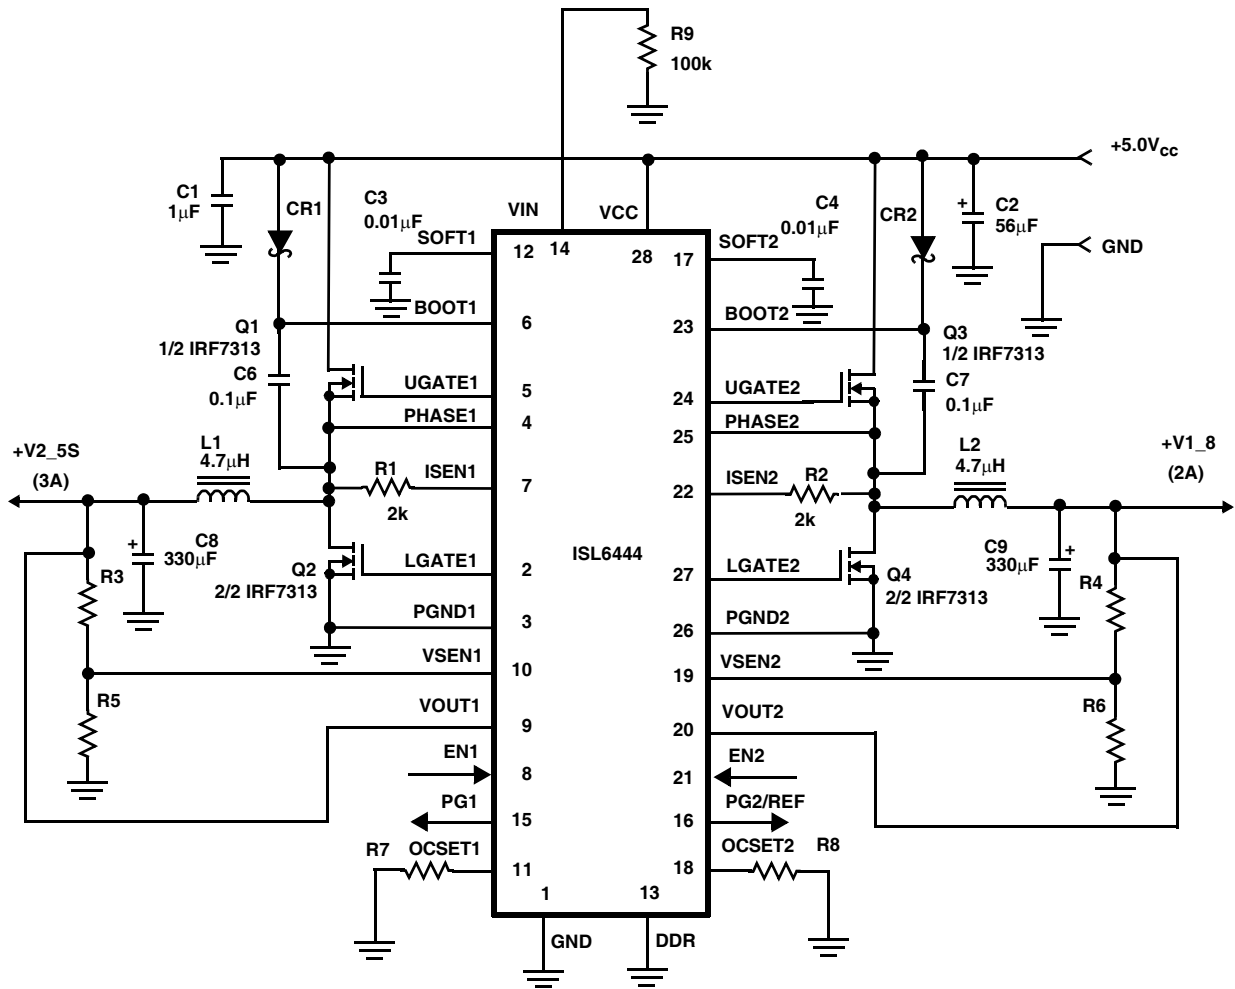 R9
100k
+5.0VCC
C1
1µF
CR1
C3
0.01µF
VIN
VCC
C4
0.01µF
CR2
C2
56µF
GND
SOFT1
12
14
28
17
SOFT2
BOOT1
6
23
BOOT2
Q1
1/2 IRF7313
C6
0.1µF
Q3
1/2 IRF7313
C7
0.1µF
UGATE1
5
24
UGATE2
PHASE1
4
25
PHASE2
+V2_5S
(3A)
L1
4.7µH
R1
2k
ISEN1
7
22
ISEN2
R2
2k
L2
4.7µH
+V1_8
(2A)
ISL6444
+
C8
330µF
R3
Q2
2/2 IRF7313
LGATE1
2
27
LGATE2
Q4
2/2 IRF7313
C9
330µF
+
R4
PGND1
3
26
PGND2
VSEN1
10
19
VSEN2
R5
R6
VOUT1
9
20
VOUT2
EN1
8
21
EN2
PG1
15
16
PG2/REF
R7
OCSET1
11
18
OCSET2
R8
1
13
GND
DDR
+